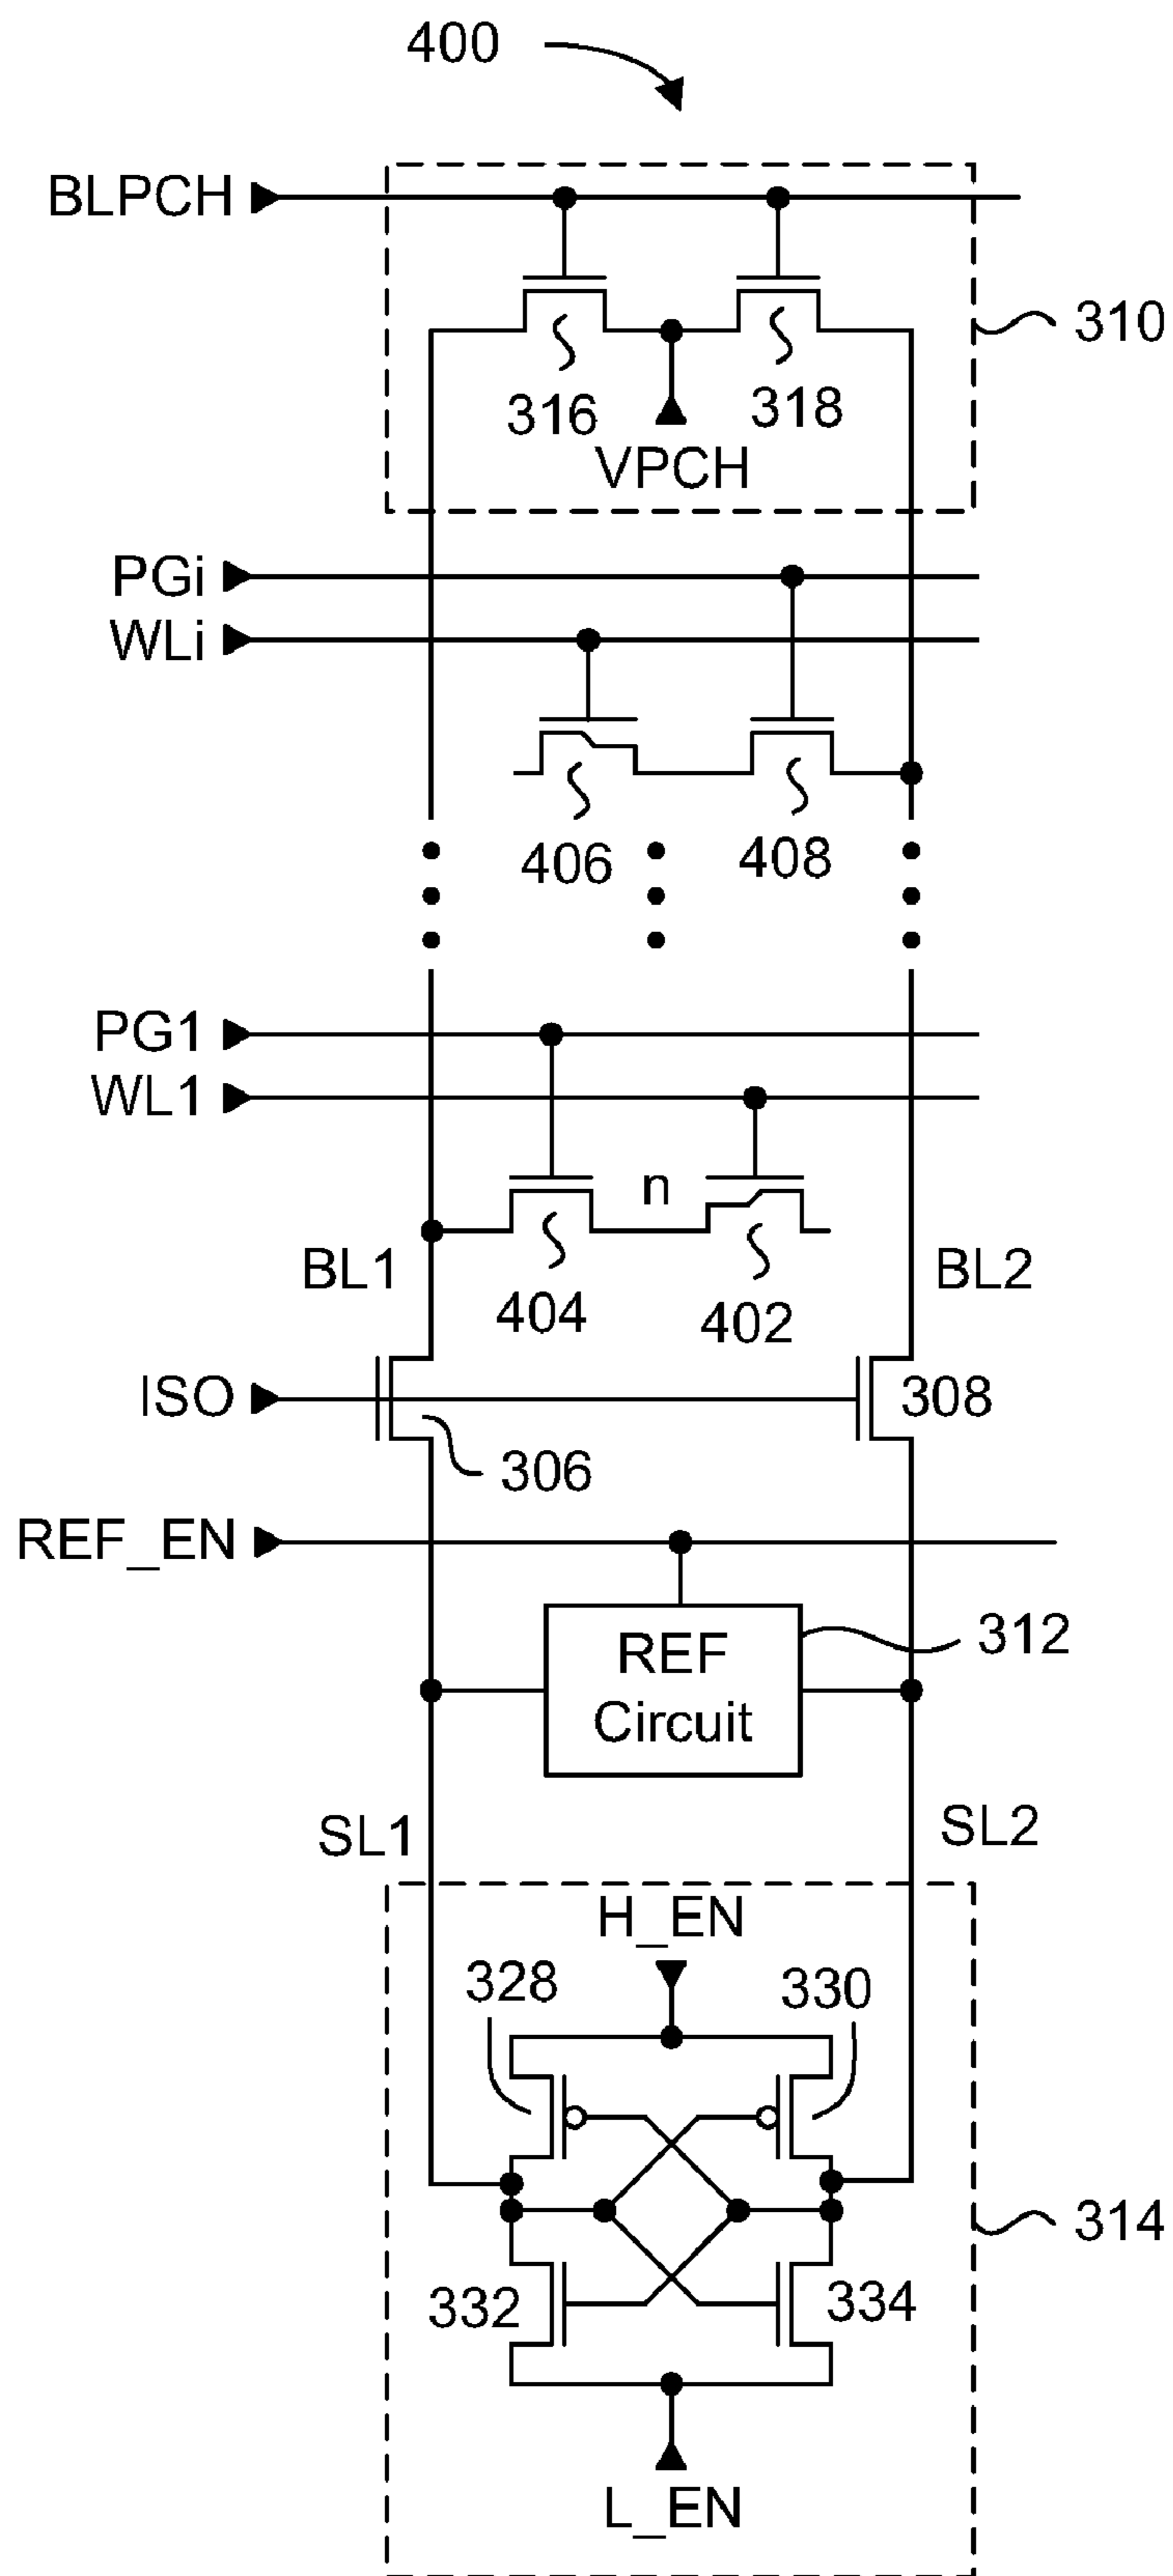 400
BLPCH
310
316
318
VPCH
PGi
WLi
406
408
PG1
WL1
n
BL1
BL2
404
402
ISO
308
306
REF_EN
REF
Circuit
312
SL1
SL2
H_EN
328
330
314
332
334
L_EN